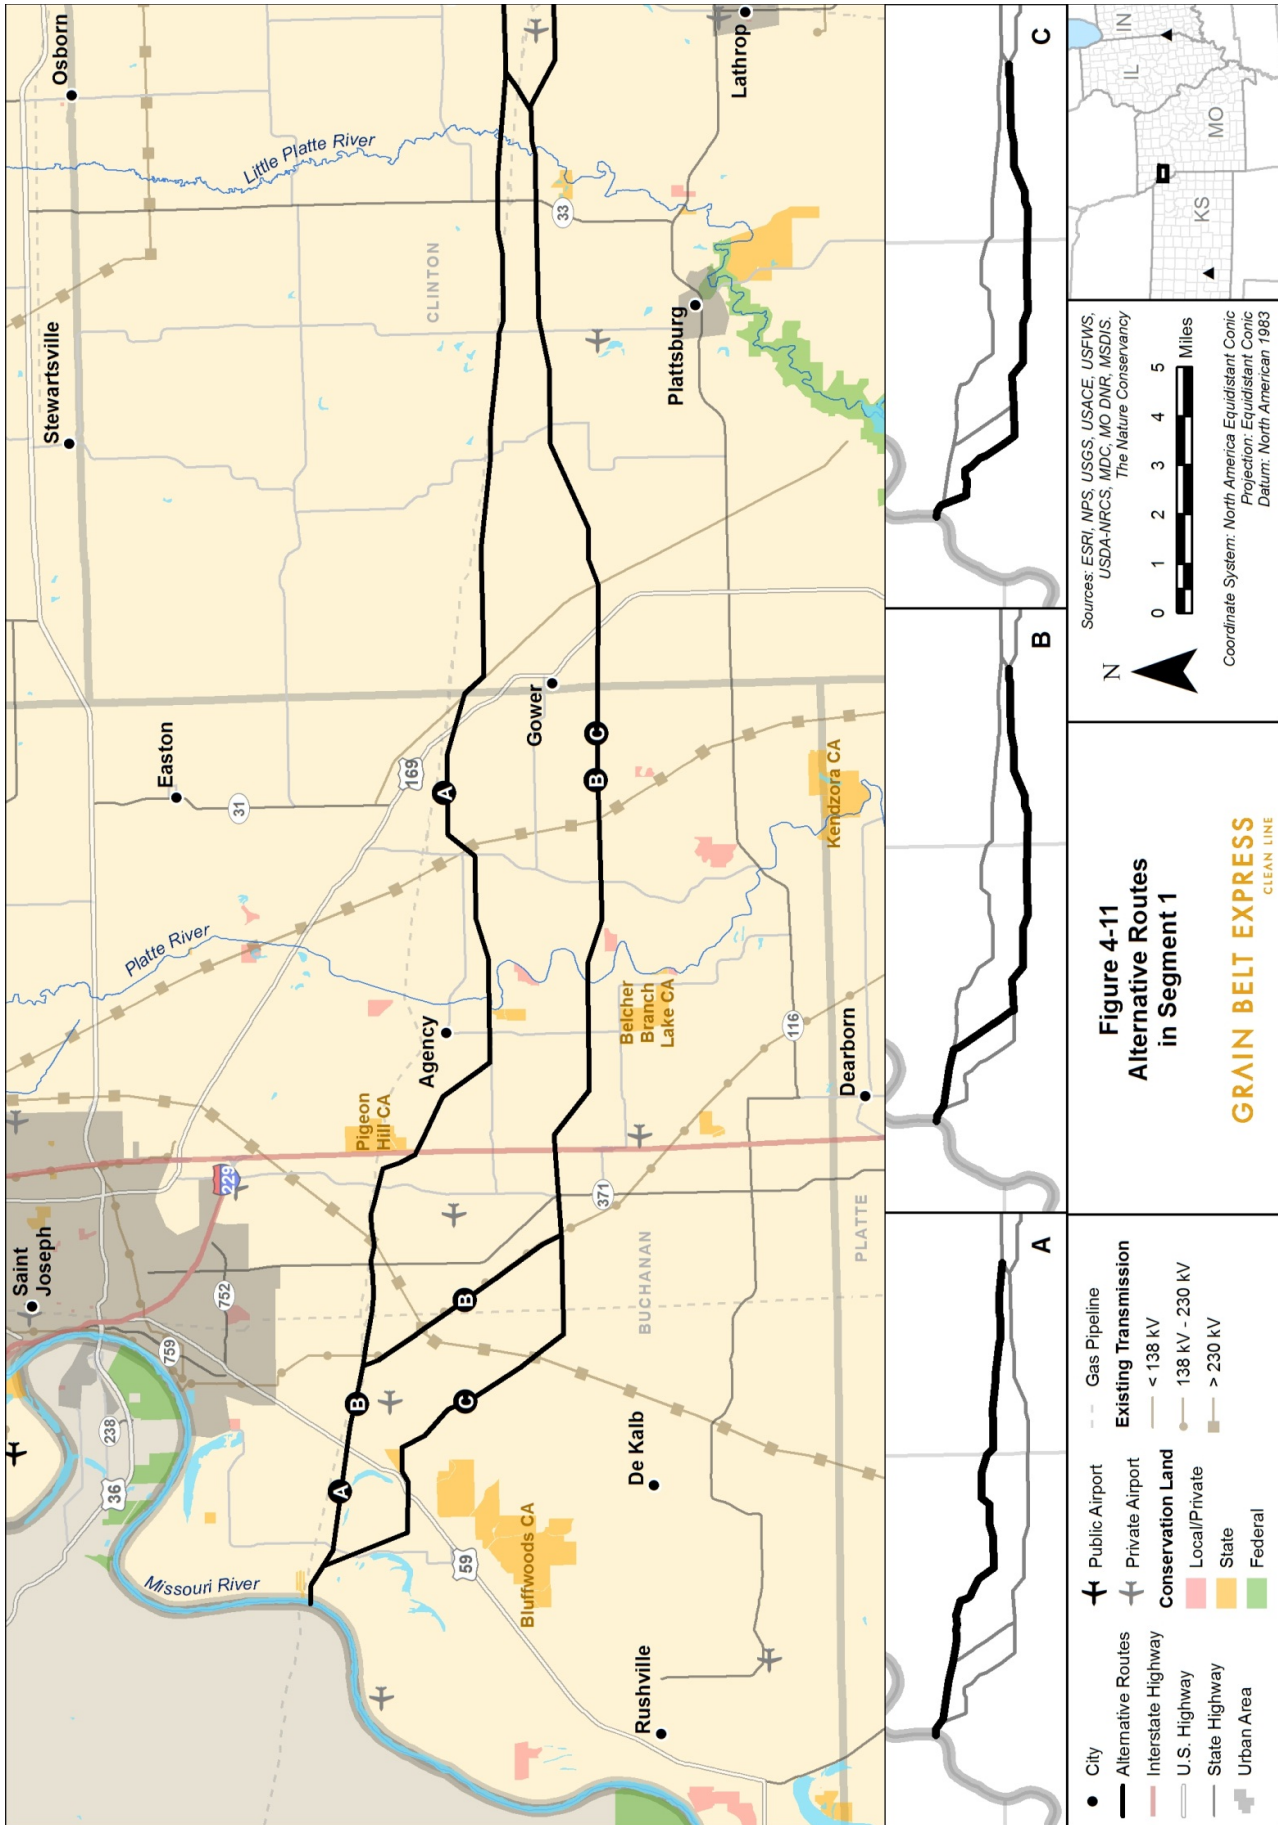 Osborn
Stewartsville
Easton
Saint
Joseph
Little Platte River
CLINTON
33
Lathrop
Plattsburg
169
31
Gower
A
B
C
Platte River
Agency
Pigeon
Hill CA
229
752
759
238
36
Missouri River
A
B
B
C
BUCHANAN
371
Belcher
Branch
Lake CA
Kendzora CA
116
Dearborn
PLATTE
De Kalb
Bluffwoods CA
59
Rushville
A
B
C
City
Alternative Routes
Interstate Highway
U.S. Highway
State Highway
Urban Area
Public Airport
Private Airport
Conservation Land
Local/Private
State
Federal
Gas Pipeline
Existing Transmission
< 138 kV
138 kV - 230 kV
> 230 kV
Figure 4-11
Alternative Routes
in Segment 1
GRAIN BELT EXPRESS
CLEAN LINE
Sources: ESRI, NPS, USGS, USACE, USFWS,
USDA-NRCS, MDC, MO DNR, MSDIS.
The Nature Conservancy
N
0 1 2 3 4 5
Miles
Coordinate System: North America Equidistant Conic
Projection: Equidistant Conic
Datum: North American 1983
KS
MO
IL
IN